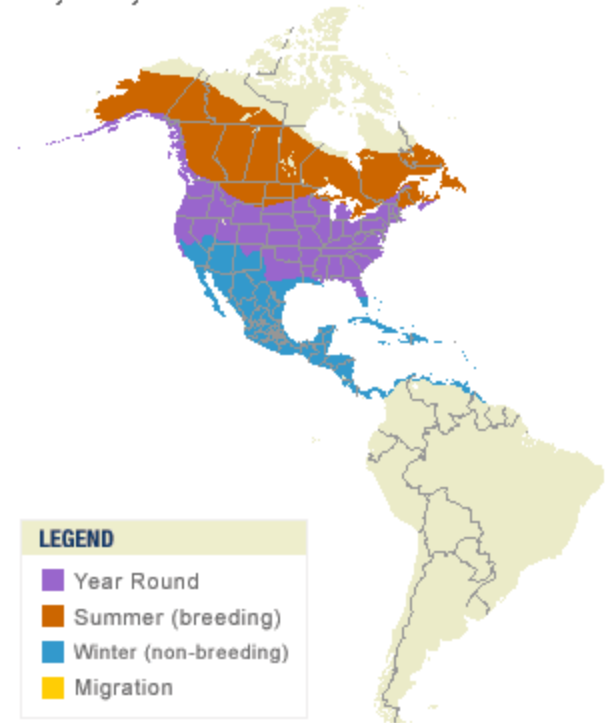 LEGEND
Year Round
Summer (breeding)
Winter (non-breeding)
Migration